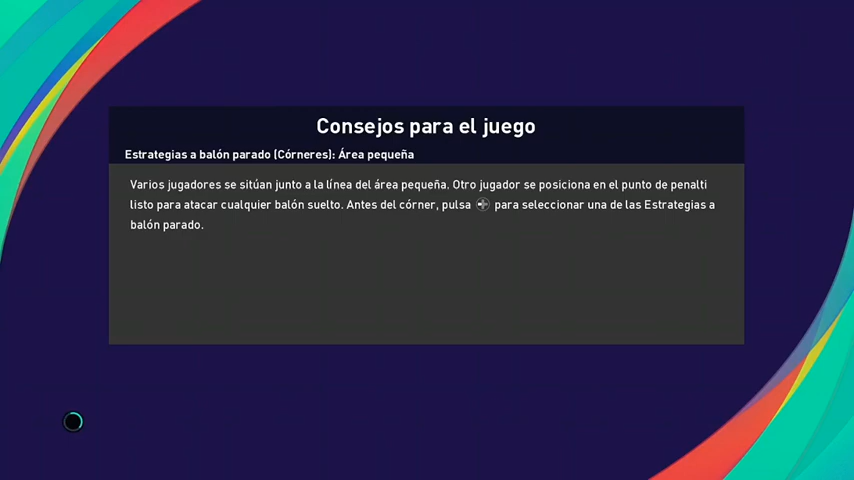 Consejos para el juego
Estrategias a balón parado (Córneres): Área pequeña
Varios jugadores se sitúan junto a la línea del área pequeña. Otro jugador se posiciona en el punto de penalti
listo para atacar cualquier balón suelto. Antes del córner, pulsa para seleccionar una de las Estrategias a
balón parado.